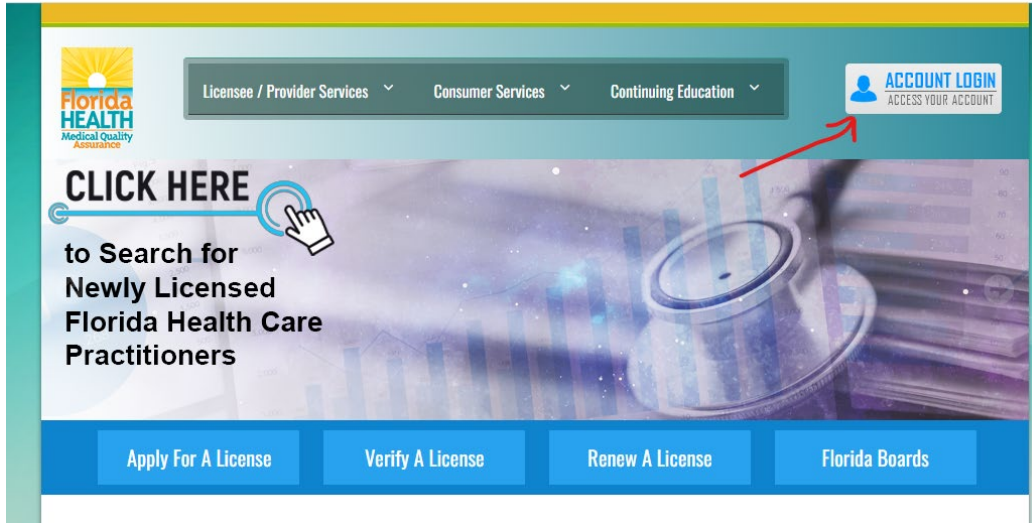 Florida
HEALTH
Medical Quality
Assurance
Licensee / Provider Services
Consumer Services
Continuing Education
ACCOUNT LOGIN
ACCESS YOUR ACCOUNT
CLICK HERE
to Search for
Newly Licensed
Florida Health Care
Practitioners
Apply For A License
Verify A License
Renew A License
Florida Boards